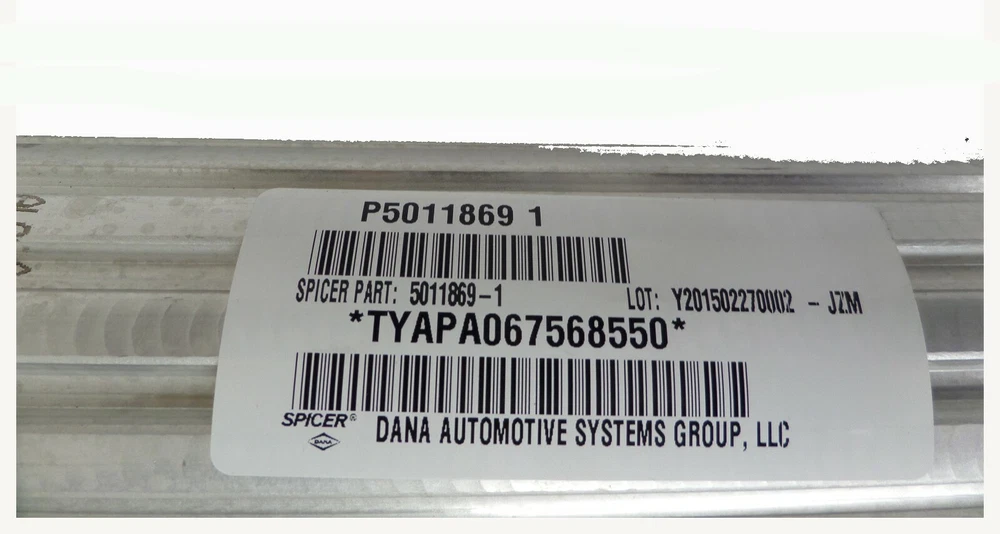 P5011869 1
SPICER PART: 5011869-1 LOT: Y201502270002 - JZM
*TYAPA067568550*
SPICER®
DANA
DANA AUTOMOTIVE SYSTEMS GROUP, LLC